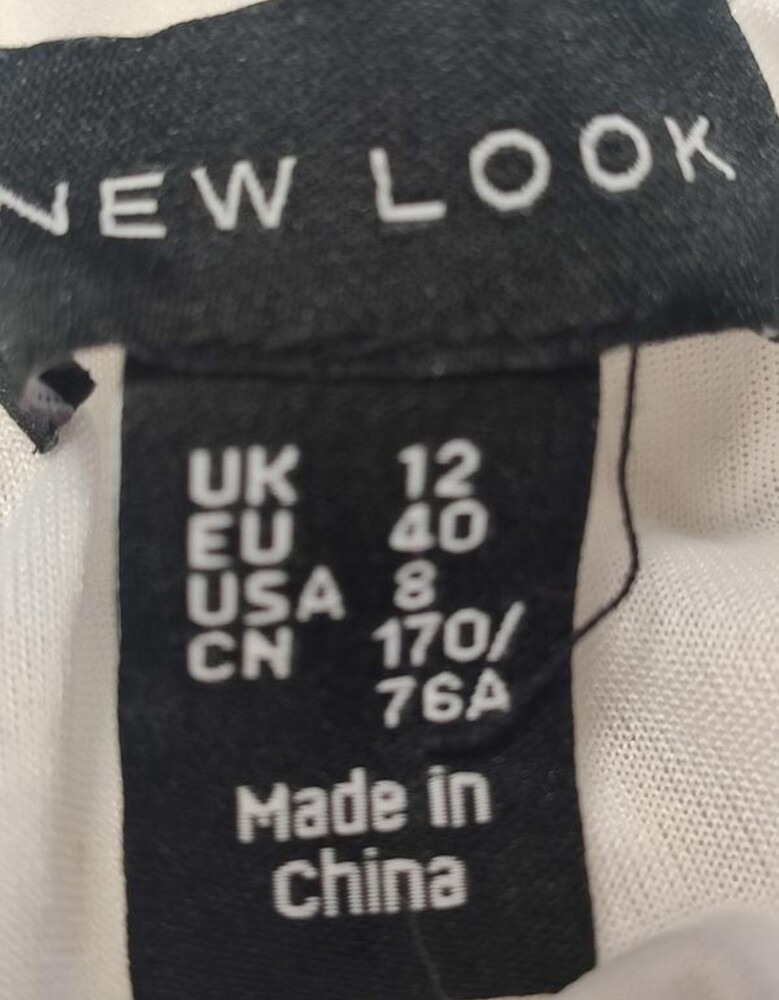 NEW LOOK
UK 12
EU 40
USA 8
CN 170/
76A
Made in
China